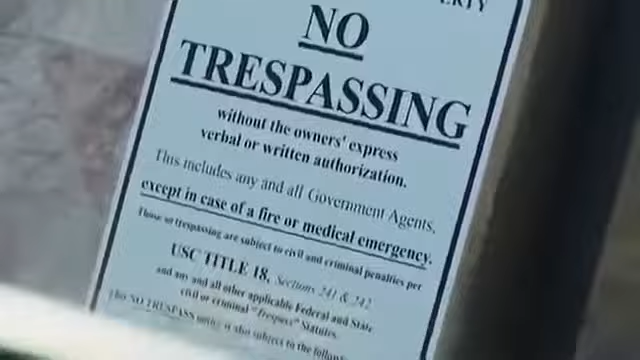 NO
TRESPASSING
without the owners' express
verbal or written authorization.
This includes any and all Government Agents,
except in case of a fire or medical emergency.
Those so trespassing are subject to civil and criminal penalties per
USC TITLE 18, Sections 241 & 242
and any and all other applicable Federal and State
civil or criminal "Trespass" Statutes.
This NO TRESPASS notice is also subject to the